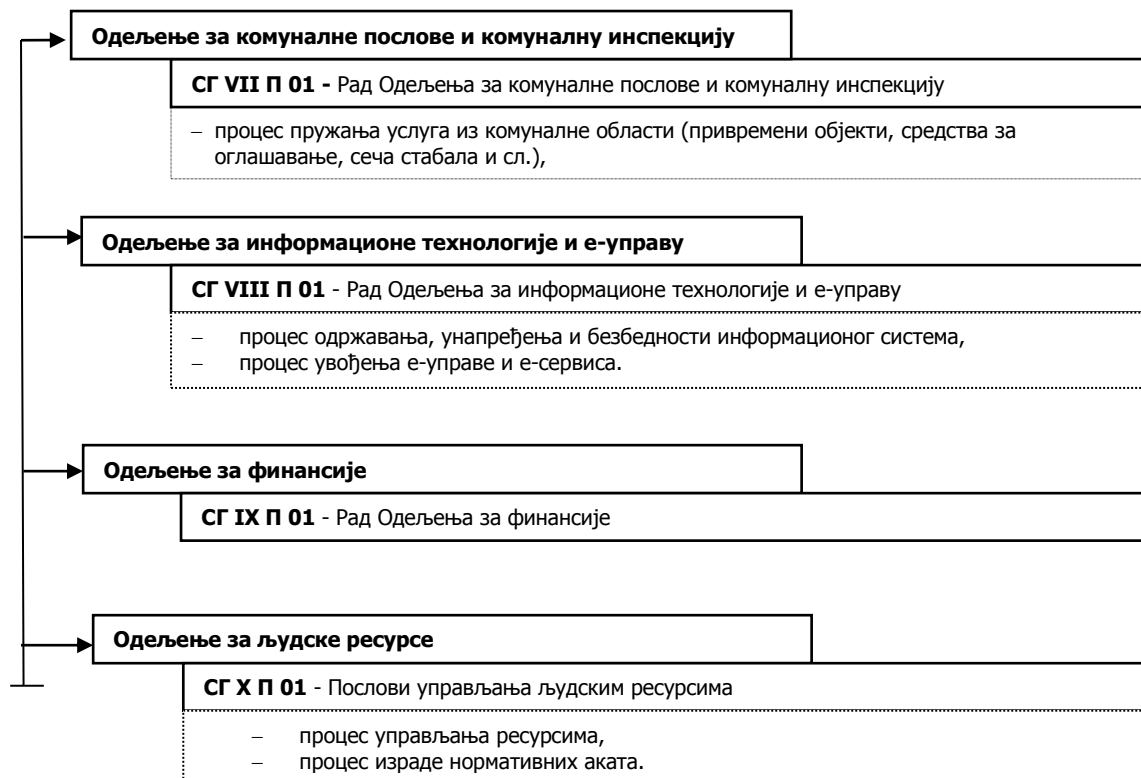 Одељење за комуналне послове и комуналну инспекцију
СГ VII П 01 - Рад Одељења за комуналне послове и комуналну инспекцију
– процес пружања услуга из комуналне области (привремени објекти, средства за
оглашавање, сеча стабала и сл.),
Одељење за информационе технологије и е-управу
СГ VIII П 01 - Рад Одељења за информационе технологије и е-управу
– процес одржавања, унапређења и безбедности информационог система,
– процес увођења е-управе и е-сервиса.
Одељење за финансије
СГ IX П 01 - Рад Одељења за финансије
Одељење за људске ресурсе
СГ X П 01 - Послови управљања људским ресурсима
– процес управљања ресурсима,
– процес израде нормативних аката.